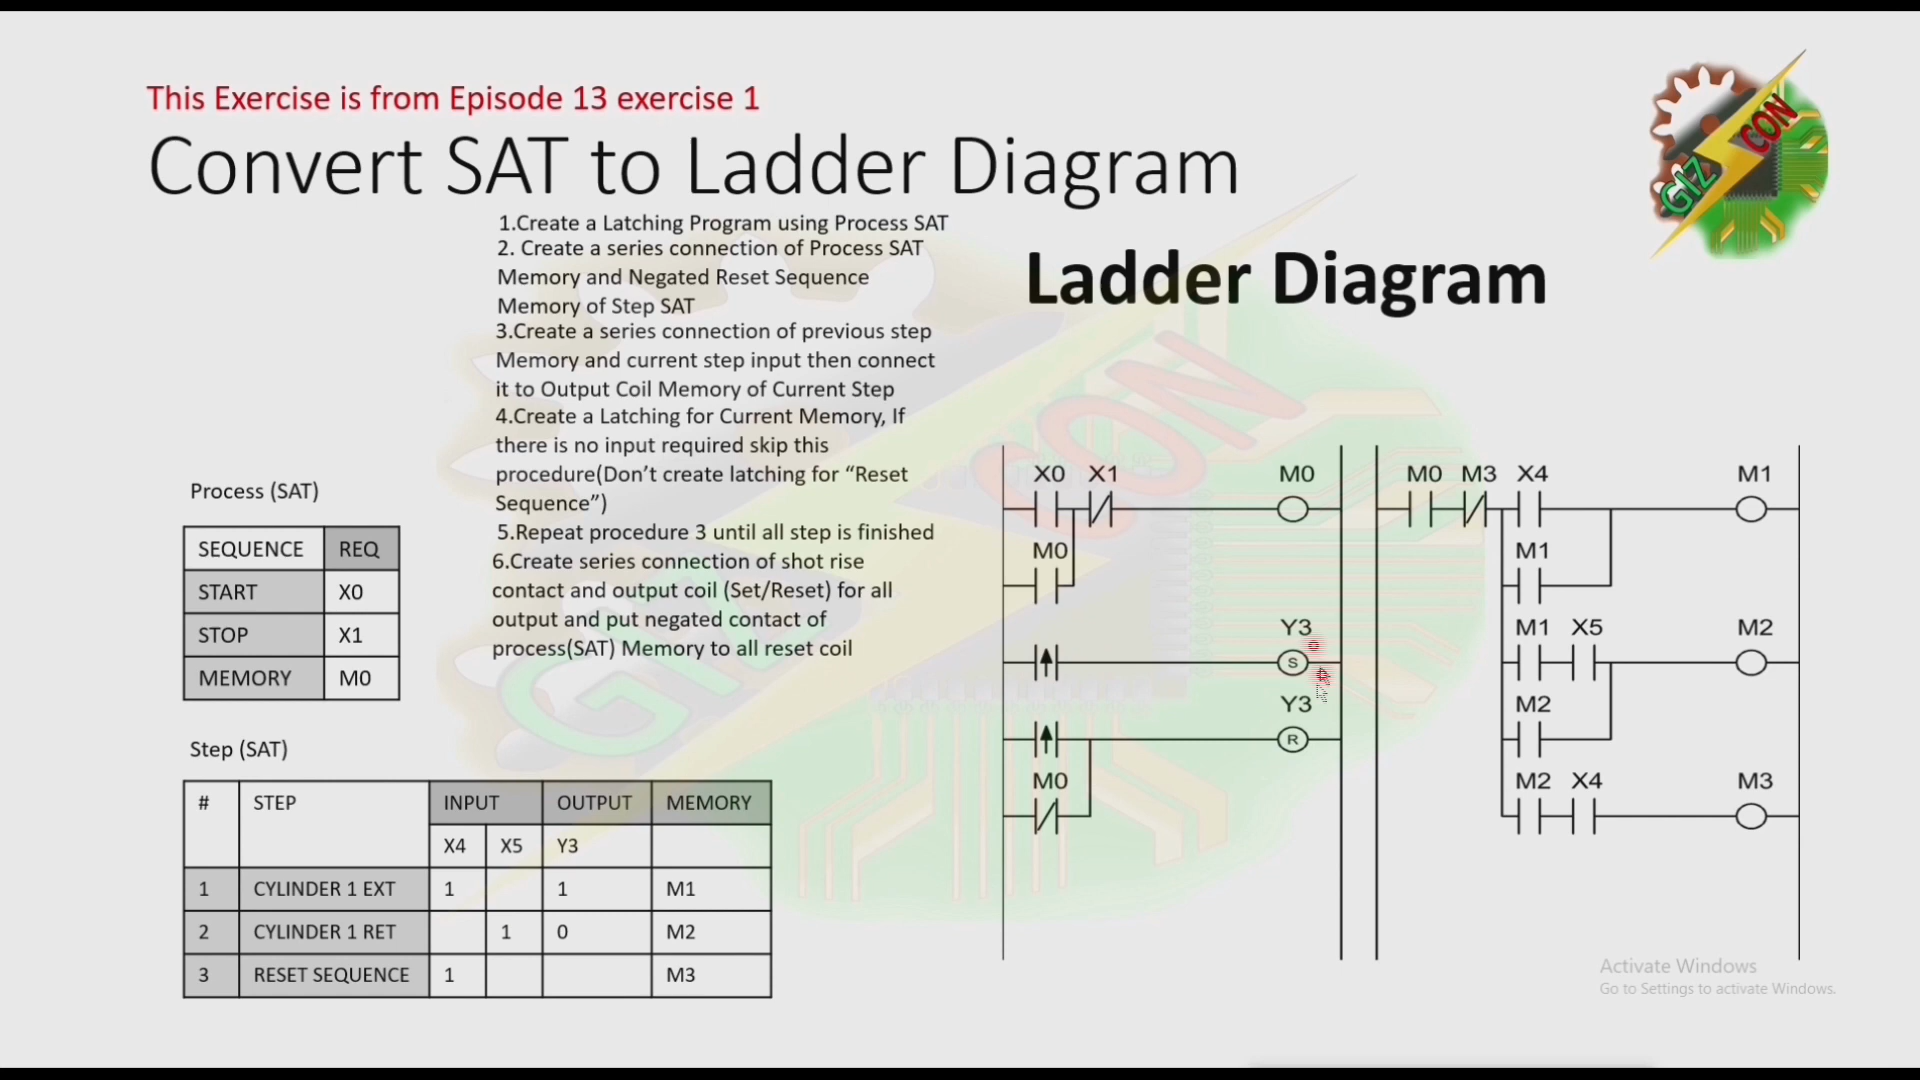 This Exercise is from Episode 13 exercise 1
Convert SAT to Ladder Diagram
GIZ CON
1.Create a Latching Program using Process SAT
2. Create a series connection of Process SAT
Memory and Negated Reset Sequence
Memory of Step SAT
3.Create a series connection of previous step
Memory and current step input then connect
it to Output Coil Memory of Current Step
4.Create a Latching for Current Memory, If
there is no input required skip this
procedure(Don't create latching for “Reset
Sequence”)
5.Repeat procedure 3 until all step is finished
6.Create series connection of shot rise
contact and output coil (Set/Reset) for all
output and put negated contact of
process(SAT) Memory to all reset coil
Process (SAT)
SEQUENCE REQ
START X0
STOP X1
MEMORY M0
Step (SAT)
# STEP INPUT OUTPUT MEMORY
X4 X5 Y3
1 CYLINDER 1 EXT 1 1 M1
2 CYLINDER 1 RET 1 0 M2
3 RESET SEQUENCE 1 M3
Ladder Diagram
X0 X1 M0
M0
Y3
S
Y3
R
M0
M0 M3 X4 M1
M1
M1 X5 M2
M2
M2 X4 M3
GIZ CON
Activate Windows
Go to Settings to activate Windows.